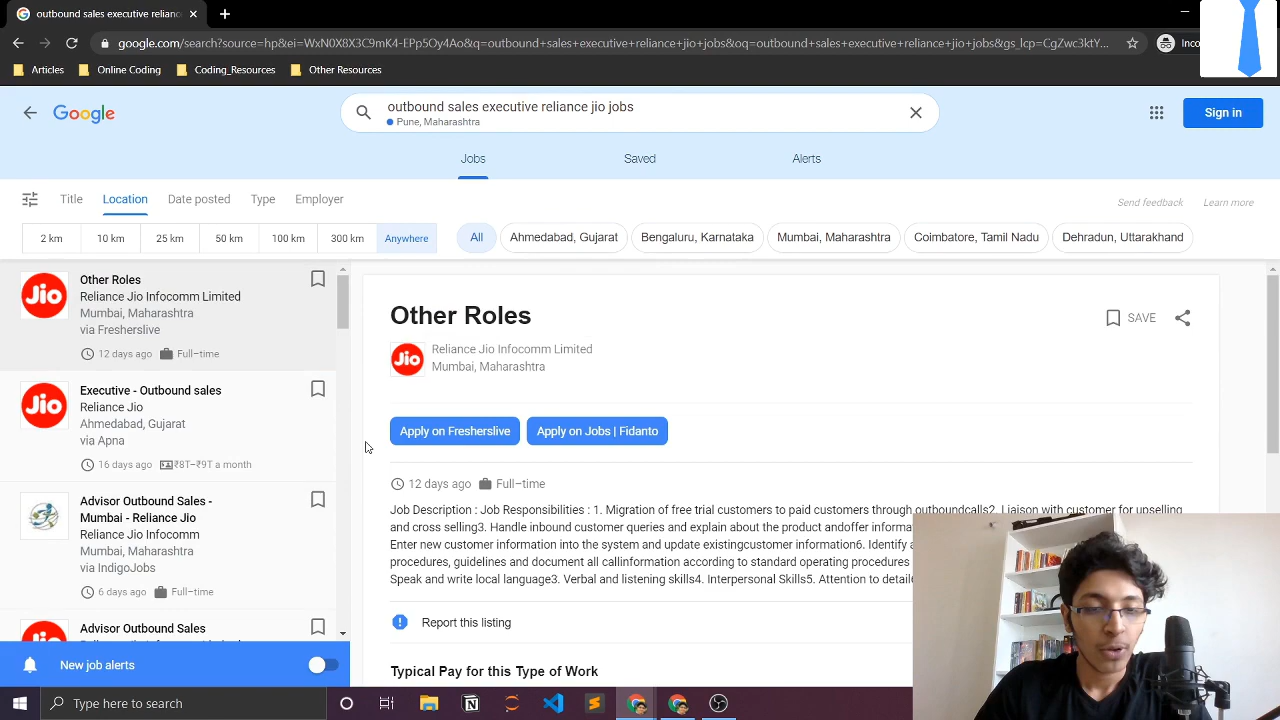 outbound sales executive relianc
google.com/search?source=hp&ei=WxN0X8X3C9mK4-EPp5Oy4Ao&q=outbound+sales+executive+reliance+jio+jobs&oq=outbound+sales+executive+reliance+jio+jobs&gs_lcp=CgZwc3ktY...
Inco
Articles
Online Coding
Coding_Resources
Other Resources
Google
outbound sales executive reliance jio jobs
Pune, Maharashtra
Sign in
Jobs
Saved
Alerts
Title
Location
Date posted
Type
Employer
Send feedback
Learn more
2 km
10 km
25 km
50 km
100 km
300 km
Anywhere
All
Ahmedabad, Gujarat
Bengaluru, Karnataka
Mumbai, Maharashtra
Coimbatore, Tamil Nadu
Dehradun, Uttarakhand
Jio
Other Roles
Reliance Jio Infocomm Limited
Mumbai, Maharashtra
via Fresherslive
12 days ago
Full-time
Jio
Executive - Outbound sales
Reliance Jio
Ahmedabad, Gujarat
via Apna
16 days ago
₹8T–₹9T a month
Advisor Outbound Sales -
Mumbai - Reliance Jio
Reliance Jio Infocomm
Mumbai, Maharashtra
via IndigoJobs
6 days ago
Full-time
Advisor Outbound Sales
New job alerts
Other Roles
SAVE
Jio
Reliance Jio Infocomm Limited
Mumbai, Maharashtra
Apply on Fresherslive
Apply on Jobs | Fidanto
12 days ago
Full-time
Job Description : Job Responsibilities : 1. Migration of free trial customers to paid customers through outboundcalls2. Liaison with customer for upselling
and cross selling3. Handle inbound customer queries and explain about the product andoffer informa
Enter new customer information into the system and update existingcustomer information6. Identify a
procedures, guidelines and document all callinformation according to standard operating procedures
Speak and write local language3. Verbal and listening skills4. Interpersonal Skills5. Attention to detaile
Report this listing
Typical Pay for this Type of Work
Type here to search